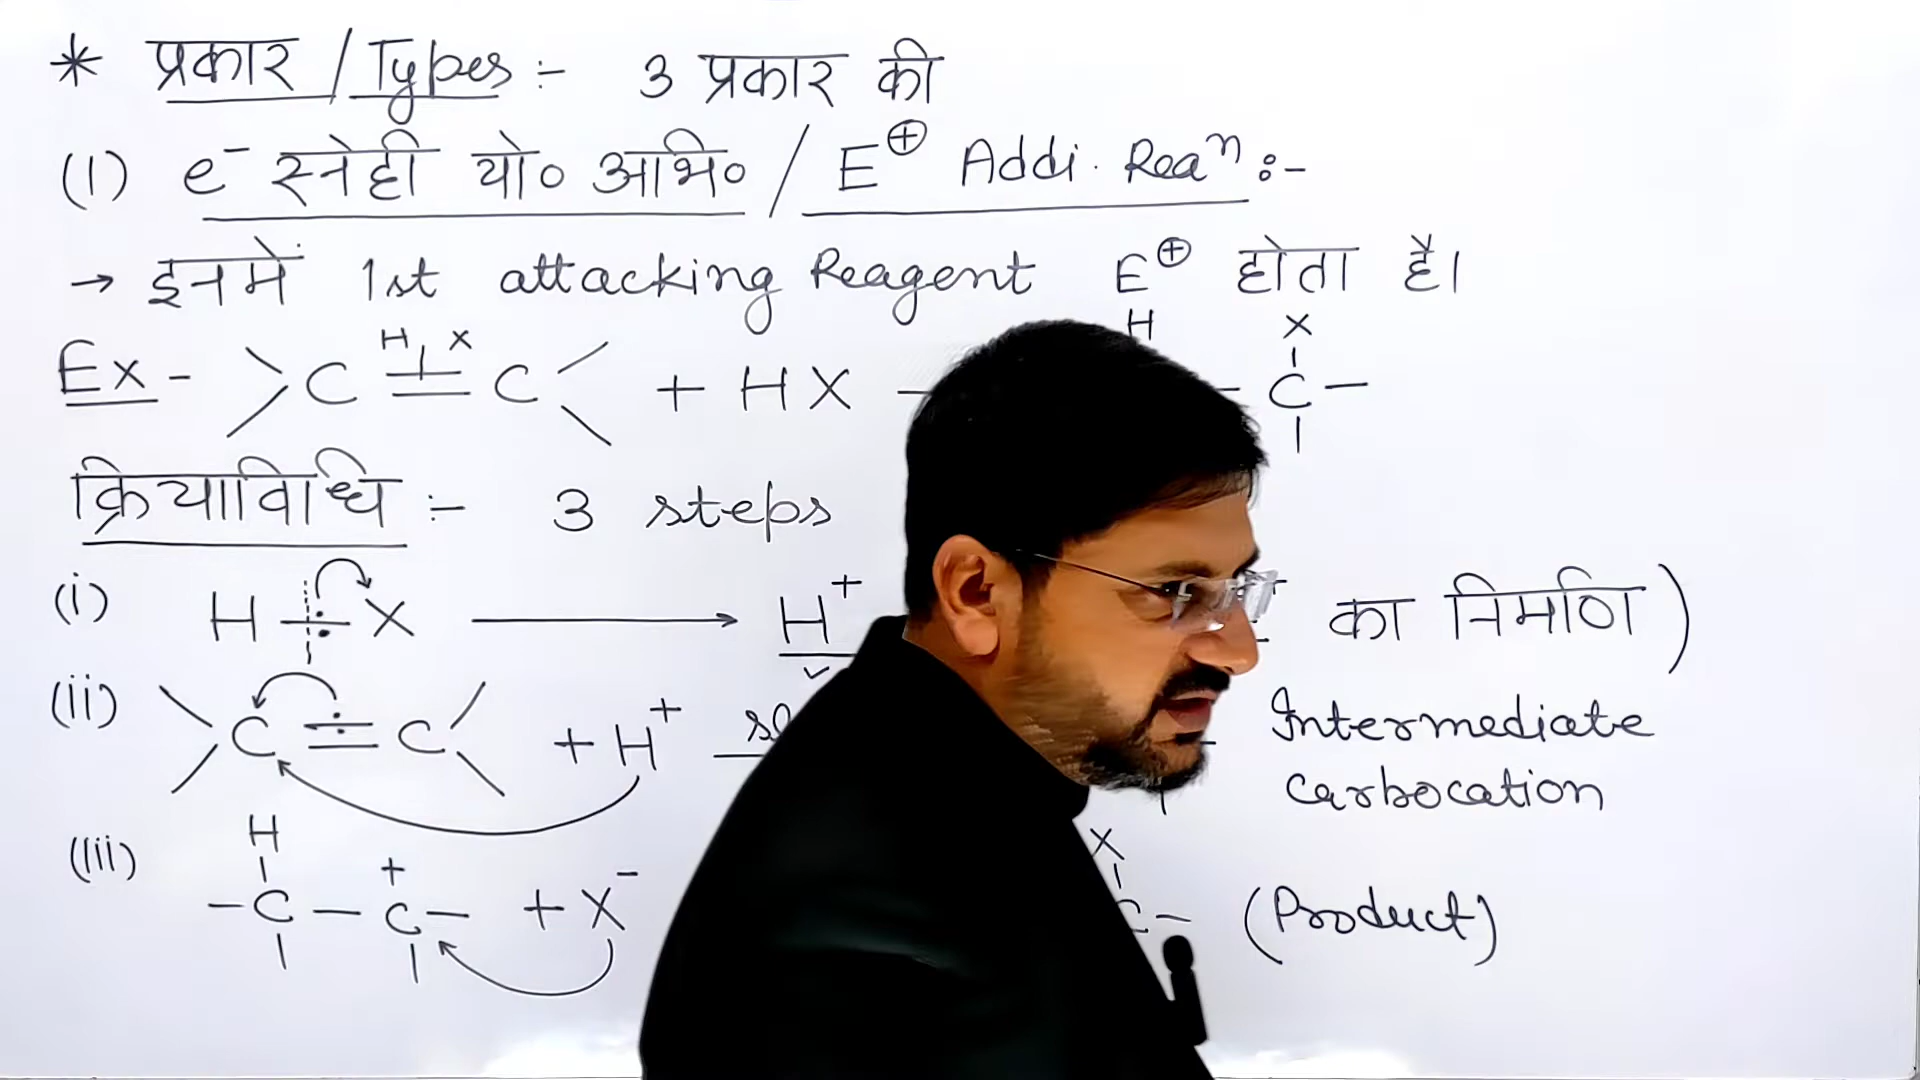 * प्रकार / Types :- 3 प्रकार की
(1) e⁻ स्नेही यो० अभि० / E⊕ Addi. Reaⁿ :-
→ इनमें 1st attacking Reagent E⊕ होता है।
Ex - >C=C< + HX – C –
H X H X
क्रियाविधि :- 3 steps
(i) H – X ⟶ H⁺ का निर्माण )
(ii) >C=C< + H⁺ Intermediate
carbocation
(iii) – C – C⁺ – + X⁻ C – (Product)
H X